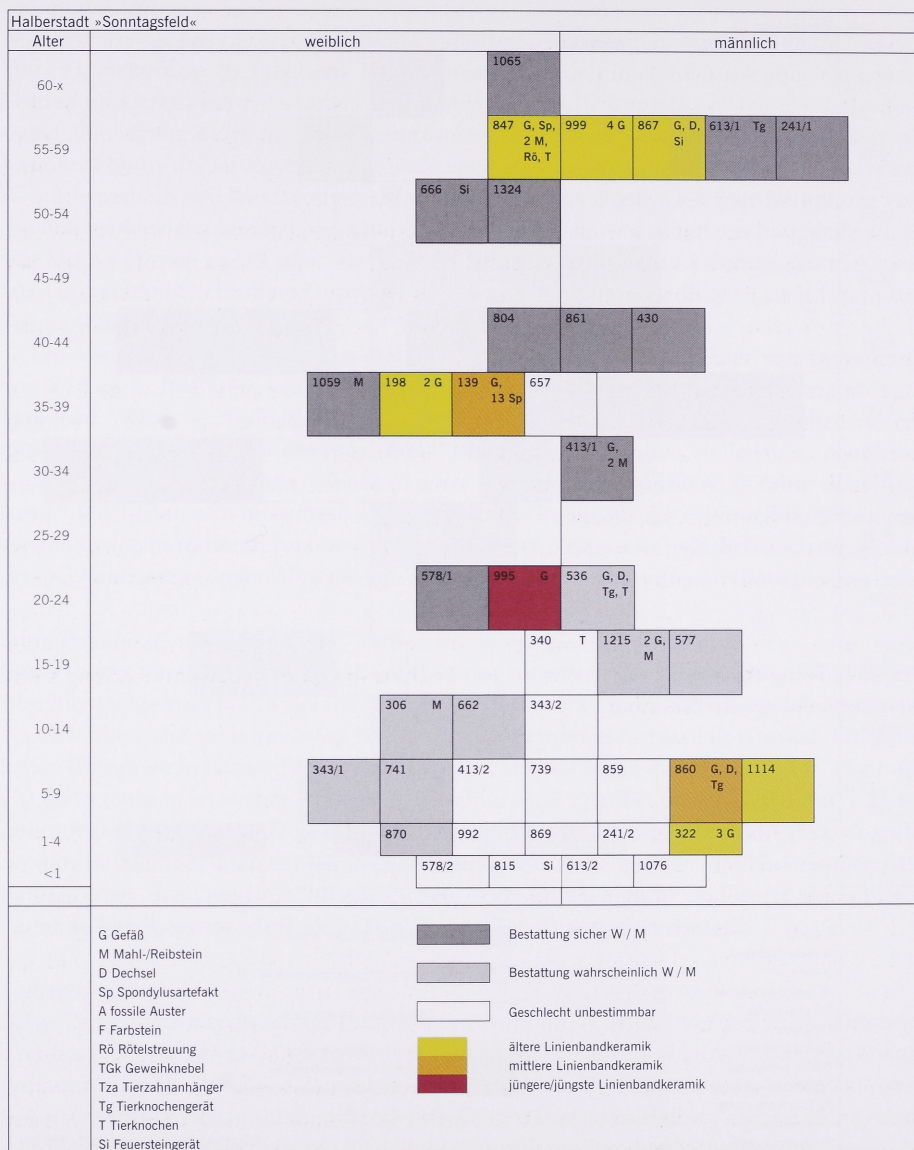 Halberstadt »Sonntagsfeld«
Alter weiblich männlich
60-x 1065
55-59 847 G, Sp, 2 M, Rö, T 999 4 G 867 G, D, Si 613/1 Tg 241/1
50-54 666 Si 1324
45-49
40-44 804 861 430
35-39 1059 M 198 2 G 139 G, 13 Sp 657
30-34 413/1 G, 2 M
25-29
20-24 578/1 995 G 536 G, D, Tg, T
15-19 340 T 1215 2 G, M 577
10-14 306 M 662 343/2
5-9 343/1 741 413/2 739 859 860 G, D, Tg 1114
1-4 870 992 869 241/2 322 3 G
<1 578/2 815 Si 613/2 1076
G Gefäß
M Mahl-/Reibstein
D Dechsel
Sp Spondylusartefakt
A fossile Auster
F Farbstein
Rö Rötelstreuung
TGk Geweihknebel
Tza Tierzahnanhänger
Tg Tierknochengerät
T Tierknochen
Si Feuersteingerät
Bestattung sicher W / M
Bestattung wahrscheinlich W / M
Geschlecht unbestimmbar
ältere Linienbandkeramik
mittlere Linienbandkeramik
jüngere/jüngste Linienbandkeramik